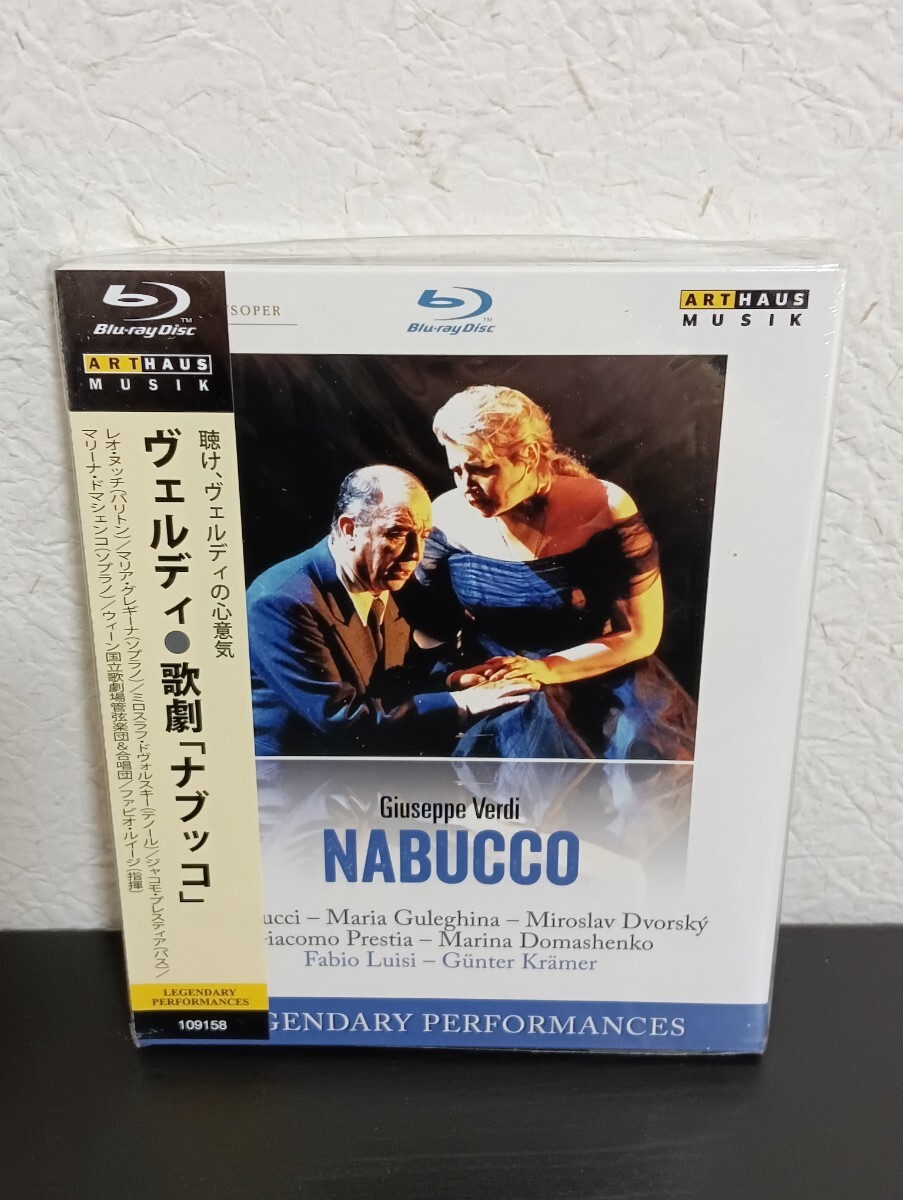 Blu-ray Disc™
ARTHAUS
MUSIK
聴け、ヴェルディの心意気
ヴェルディ●歌劇「ナブッコ」
レオ・ヌッチ(バリトン)/マリア・グレギーナ(ソプラノ)/ミロスラフ・ドヴォルスキー(テノール)/ジャコモ・プレスティア(バス)/
マリーナ・ドマシェンコ(ソプラノ)/ウィーン国立歌劇場管弦楽団&合唱団/ファビオ・ルイージ(指揮)
LEGENDARY
PERFORMANCES
109158
SOPER
Blu-ray Disc™
ARTHAUS
MUSIK
Giuseppe Verdi
NABUCCO
ucci – Maria Guleghina – Miroslav Dvorský
iacomo Prestia – Marina Domashenko
Fabio Luisi – Günter Krämer
GENDARY PERFORMANCES